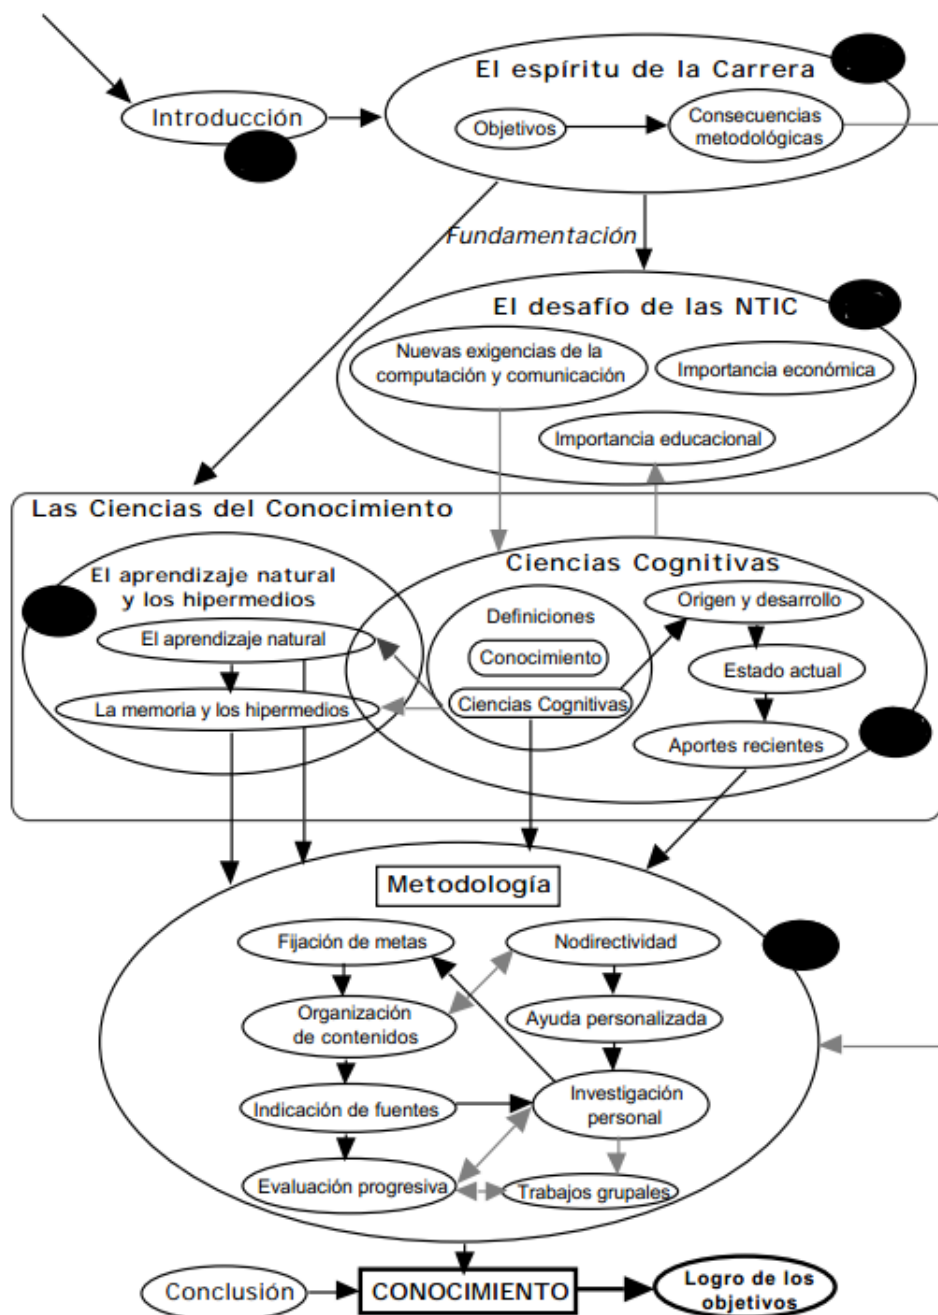 El espíritu de la Carrera
Introducción
Objetivos
Consecuencias
metodológicas
Fundamentación
El desafío de las NTIC
Nuevas exigencias de la
computación y comunicación
Importancia económica
Importancia educacional
Las Ciencias del Conocimiento
El aprendizaje natural
y los hipermedios
El aprendizaje natural
La memoria y los hipermedios
Ciencias Cognitivas
Definiciones
Conocimiento
Ciencias Cognitivas
Origen y desarrollo
Estado actual
Aportes recientes
Metodología
Fijación de metas
Organización
de contenidos
Indicación de fuentes
Evaluación progresiva
Nodirectividad
Ayuda personalizada
Investigación
personal
Trabajos grupales
Conclusión
CONOCIMIENTO
Logro de los
objetivos